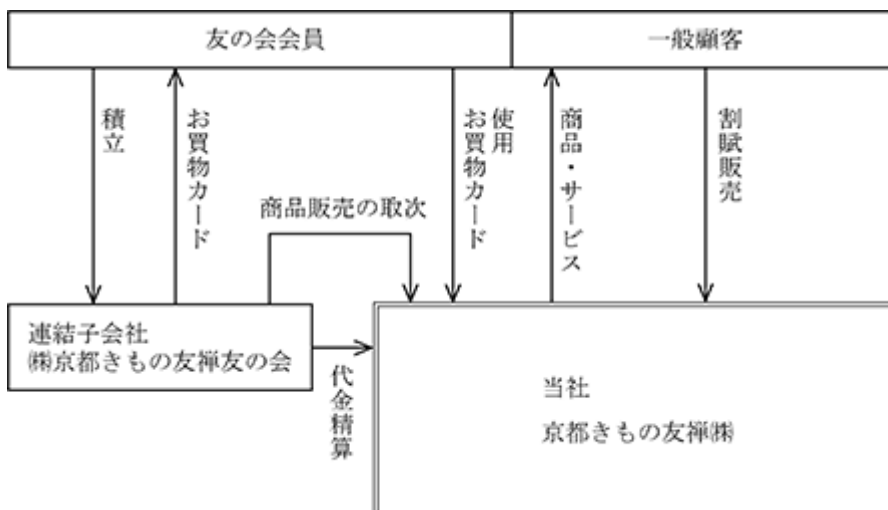 友の会会員
一般顧客
積立
お買物カード
お買物カード
使用
商品・サービス
割賦販売
商品販売の取次
連結子会社
㈱京都きもの友禅友の会
代金精算
当社
京都きもの友禅㈱